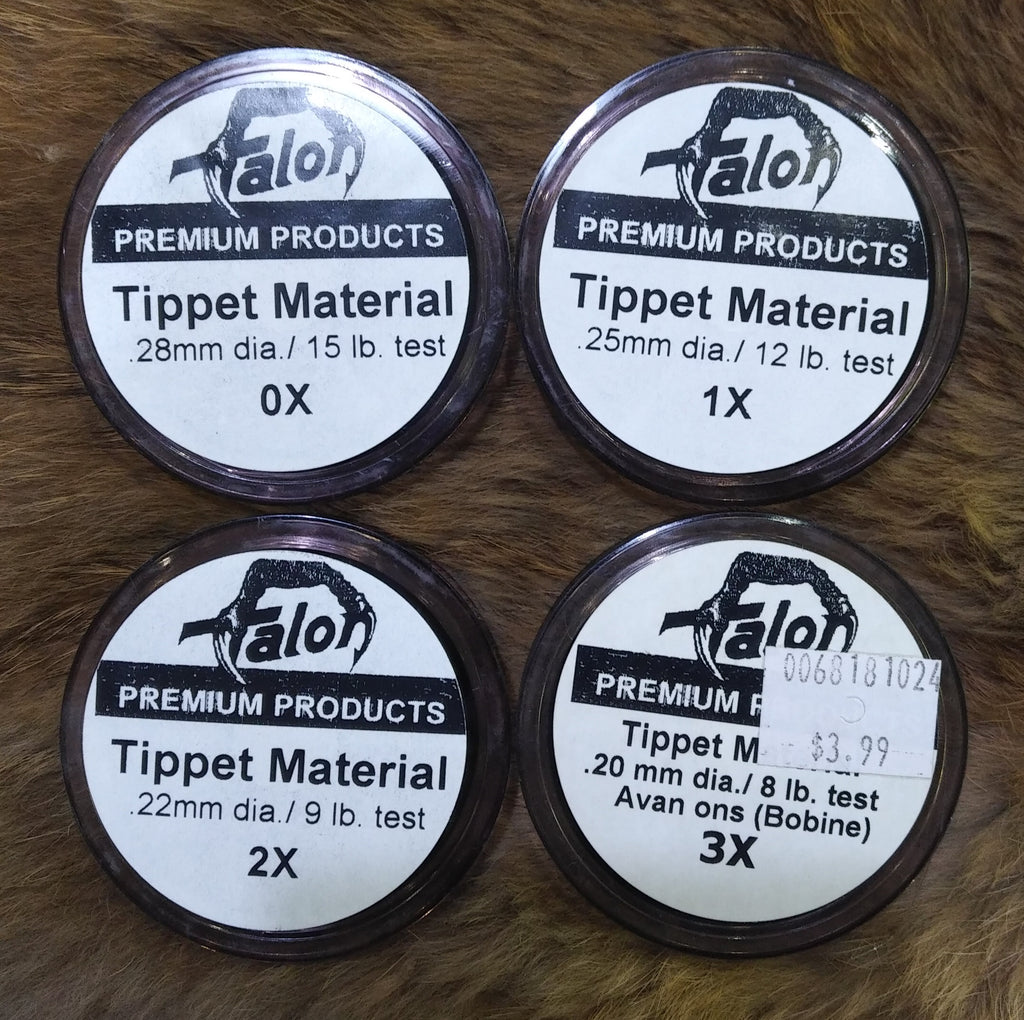 Talon
PREMIUM PRODUCTS
Tippet Material
.28mm dia./ 15 lb. test
0X
Talon
PREMIUM PRODUCTS
Tippet Material
.25mm dia./ 12 lb. test
1X
Talon
PREMIUM PRODUCTS
Tippet Material
.22mm dia./ 9 lb. test
2X
Talon
PREMIUM
Tippet
.20 mm dia./ 8 lb. test
Avan ons (Bobine)
3X
0068181024
$3.99